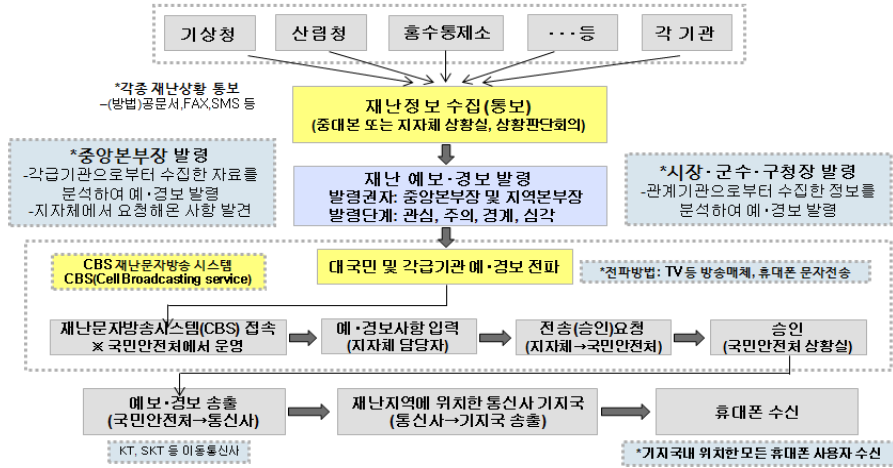 기상청
산림청
홍수통제소
···등
각 기관
*각종 재난상황 통보
–(방법)공문서,FAX,SMS 등
재난정보 수집(통보)
(중대본 또는 지자체 상황실, 상황판단회의)
*중앙본부장 발령
-각급기관으로부터 수집한 자료를
분석하여 예·경보 발령
-지자체에서 요청해온 사항 발견
재난 예보·경보 발령
발령권자: 중앙본부장 및 지역본부장
발령단계: 관심, 주의, 경계, 심각
*시장·군수·구청장 발령
-관계기관으로부터 수집한 정보를
분석하여 예·경보 발령
CBS 재난문자방송 시스템
CBS(Cell Broadcasting service)
대국민 및 각급기관 예·경보 전파
*전파방법: TV 등 방송매체, 휴대폰 문자전송
재난문자방송시스템(CBS) 접속
※ 국민안전처에서 운영
예·경보사항 입력
(지자체 담당자)
전송(승인)요청
(지자체→국민안전처)
승인
(국민안전처 상황실)
예보·경보 송출
(국민안전처→통신사)
재난지역에 위치한 통신사 기지국
(통신사→기지국 송출)
휴대폰 수신
KT, SKT 등 이동통신사
*기지국내 위치한 모든 휴대폰 사용자 수신